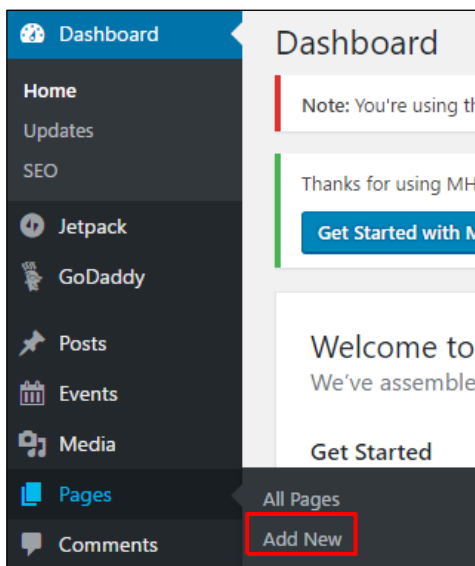 Dashboard
Home
Updates
SEO
Jetpack
GoDaddy
Posts
Events
Media
Pages
Comments
All Pages
Add New
Dashboard
Note: You're using
Thanks for using MH
Get Started with
Welcome to
We've assemble
Get Started